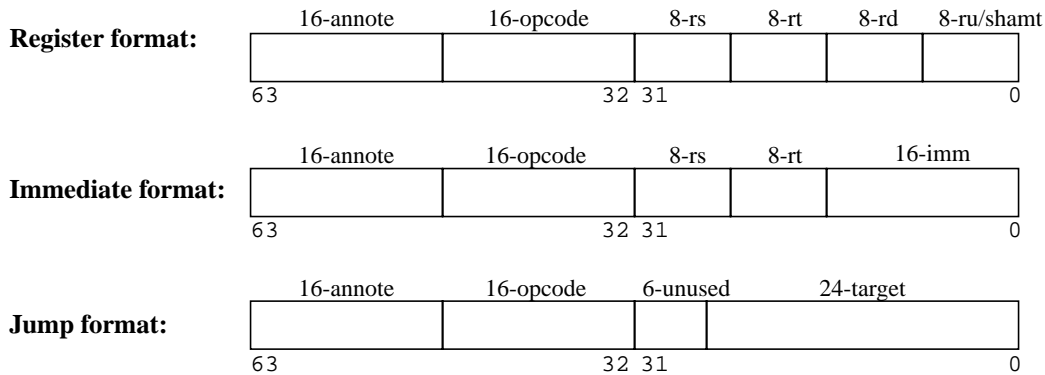 16-annote 16-opcode 8-rs 8-rt 8-rd 8-ru/shamt
Register format:
63 32 31 0
16-annote 16-opcode 8-rs 8-rt 16-imm
Immediate format:
63 32 31 0
16-annote 16-opcode 6-unused 24-target
Jump format:
63 32 31 0